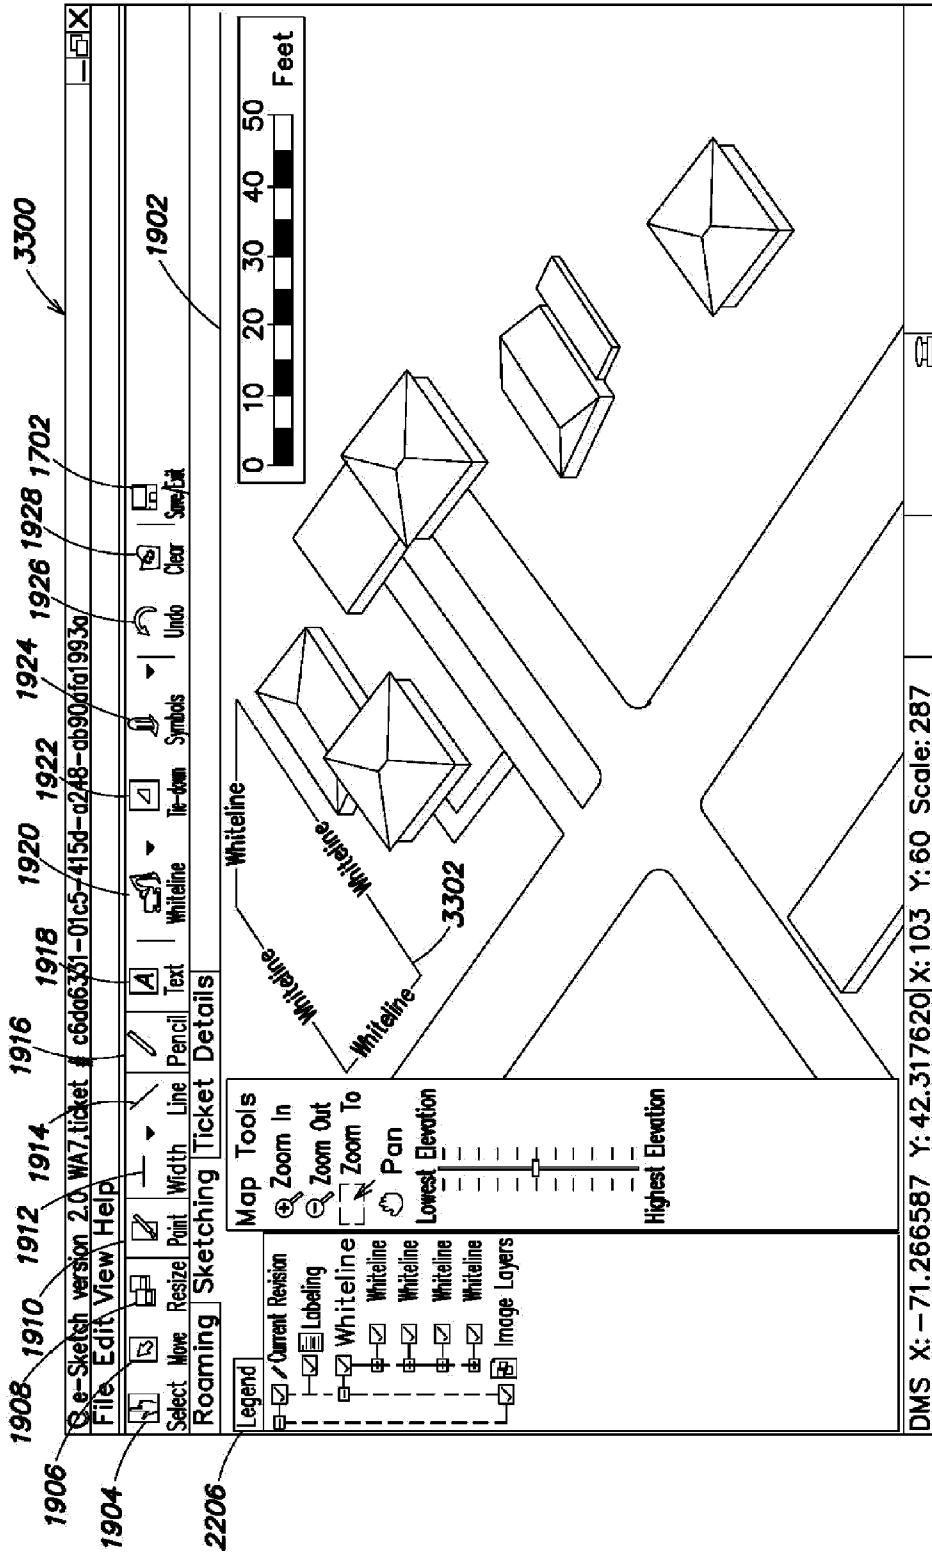 3300
1908 1910 1912 1914 1916 1918 1920 1922 1924 1926 1928 1702
1906
1904
1902
2206
e-Sketch version 2.0 WA7.ticket # c6da6331-01c5-415d-a248-ab90dfa1993a
File Edit View Help
Select Move Resize Paint Width Line Pencil Text Whiteline Tie-down Symbols Undo Clear Save/Exit
Roaming Sketching Ticket Details
Legend
Current Revision
Labeling
Whiteline
Whiteline
Whiteline
Whiteline
Whiteline
Image Layers
Map Tools
Zoom In
Zoom Out
Zoom To
Pan
Lowest Elevation
Highest Elevation
0 10 20 30 40 50
Feet
Whiteline
Whiteline
Whiteline
Whiteline
3302
DMS X: -71.266587 Y: 42.317620 X: 103 Y: 60 Scale: 287